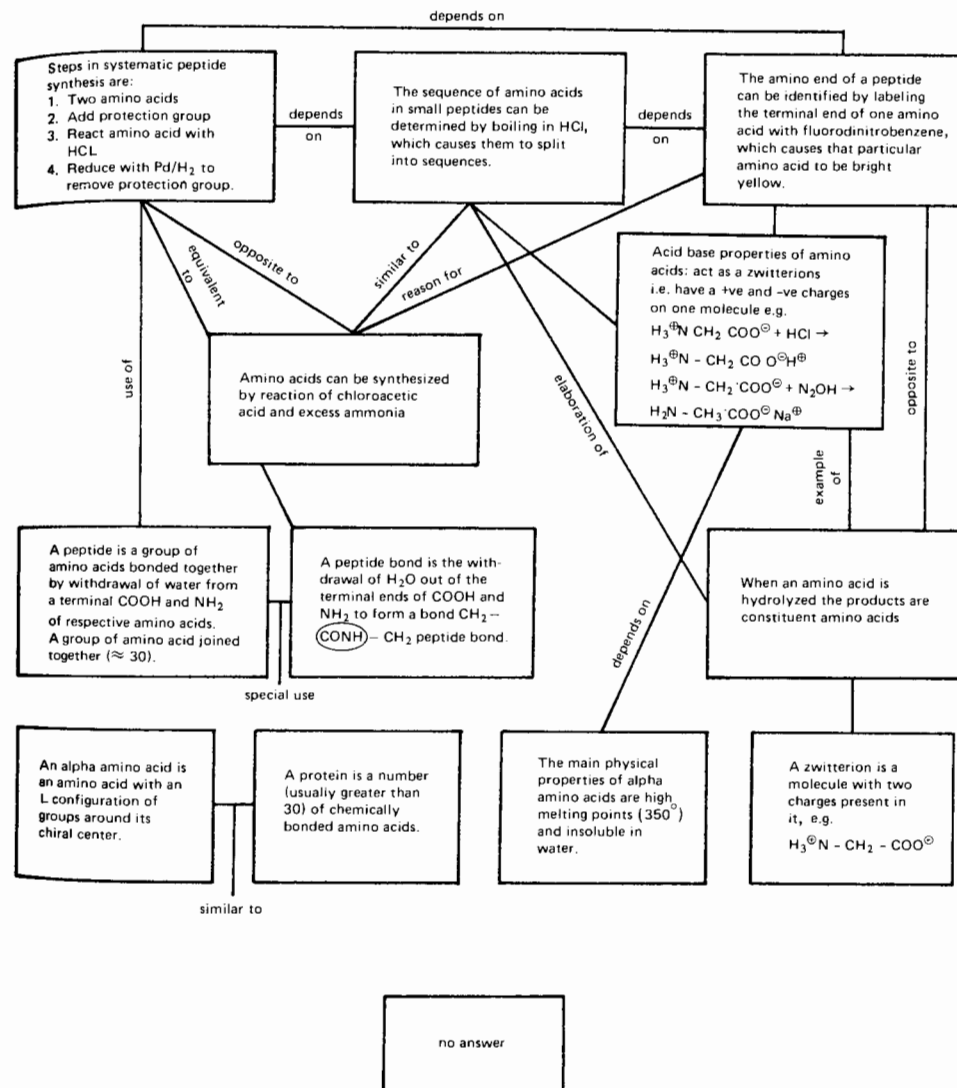 depends on
Steps in systematic peptide
synthesis are:
1. Two amino acids
2. Add protection group
3. React amino acid with
HCL
4. Reduce with Pd/H₂ to
remove protection group.
depends
on
The sequence of amino acids
in small peptides can be
determined by boiling in HCl,
which causes them to split
into sequences.
depends
on
The amino end of a peptide
can be identified by labeling
the terminal end of one amino
acid with fluorodinitrobenzene,
which causes that particular
amino acid to be bright
yellow.
use of
equivalent
to
opposite to
similar to
reason for
Acid base properties of amino
acids: act as a zwitterions
i.e. have a +ve and -ve charges
on one molecule e.g.
H₃⊕N CH₂ COO⊖ + HCl →
H₃⊕N - CH₂ CO O⊖H⊕
H₃⊕N - CH₂·COO⊖ + N₂OH →
H₂N - CH₃·COO⊖ Na⊕
opposite to
Amino acids can be synthesized
by reaction of chloroacetic
acid and excess ammonia
elaboration of
example
of
A peptide is a group of
amino acids bonded together
by withdrawal of water from
a terminal COOH and NH₂
of respective amino acids.
A group of amino acid joined
together (≈ 30).
A peptide bond is the with-
drawal of H₂O out of the
terminal ends of COOH and
NH₂ to form a bond CH₂–
CONH – CH₂ peptide bond.
special use
depends on
When an amino acid is
hydrolyzed the products are
constituent amino acids
An alpha amino acid is
an amino acid with an
L configuration of
groups around its
chiral center.
A protein is a number
(usually greater than
30) of chemically
bonded amino acids.
similar to
The main physical
properties of alpha
amino acids are high
melting points (350°)
and insoluble in
water.
A zwitterion is a
molecule with two
charges present in
it, e.g.
H₃⊕N - CH₂ - COO⊖
no answer